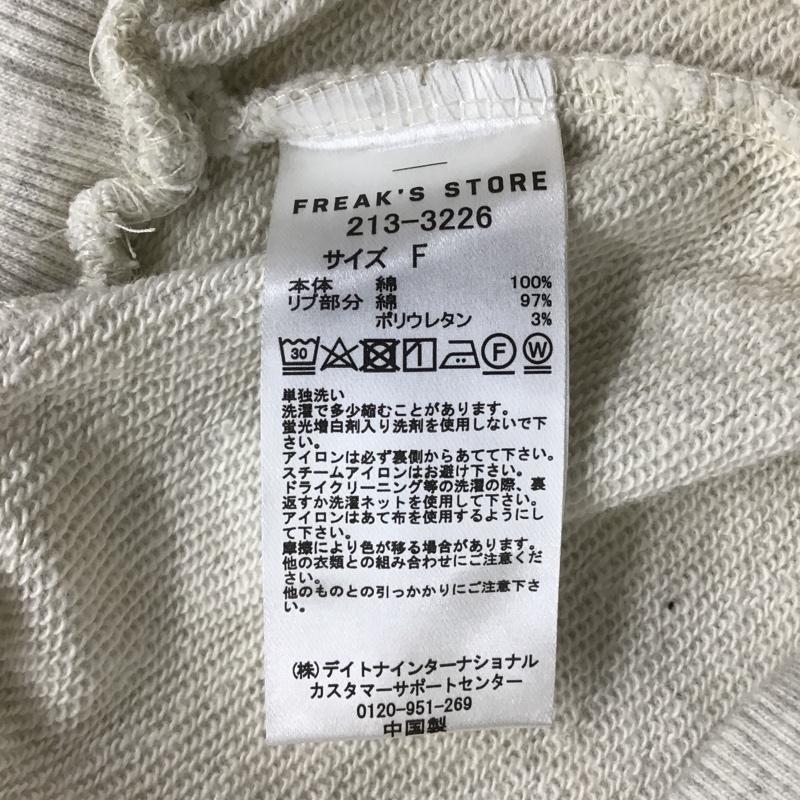 FREAK'S STORE
213-3226
サイズ F
本体 綿 100%
リブ部分 綿 97%
ポリウレタン 3%
30 F W
単独洗い
洗濯で多少縮むことがあります。
蛍光増白剤入り洗剤を使用しないで下
さい。
アイロンは必ず裏側からあてて下さい。
スチームアイロンはお避け下さい。
ドライクリーニング等の洗濯の際、裏
返すか洗濯ネットを使用して下さい。
アイロンはあて布を使用するようにし
て下さい。
摩擦により色が移る場合があります。
他の衣類との組み合わせにご注意くだ
さい。
他のものとの引っかかりにご注意下さ
い。
(株)デイトナインターナショナル
カスタマーサポートセンター
0120-951-269
中国製